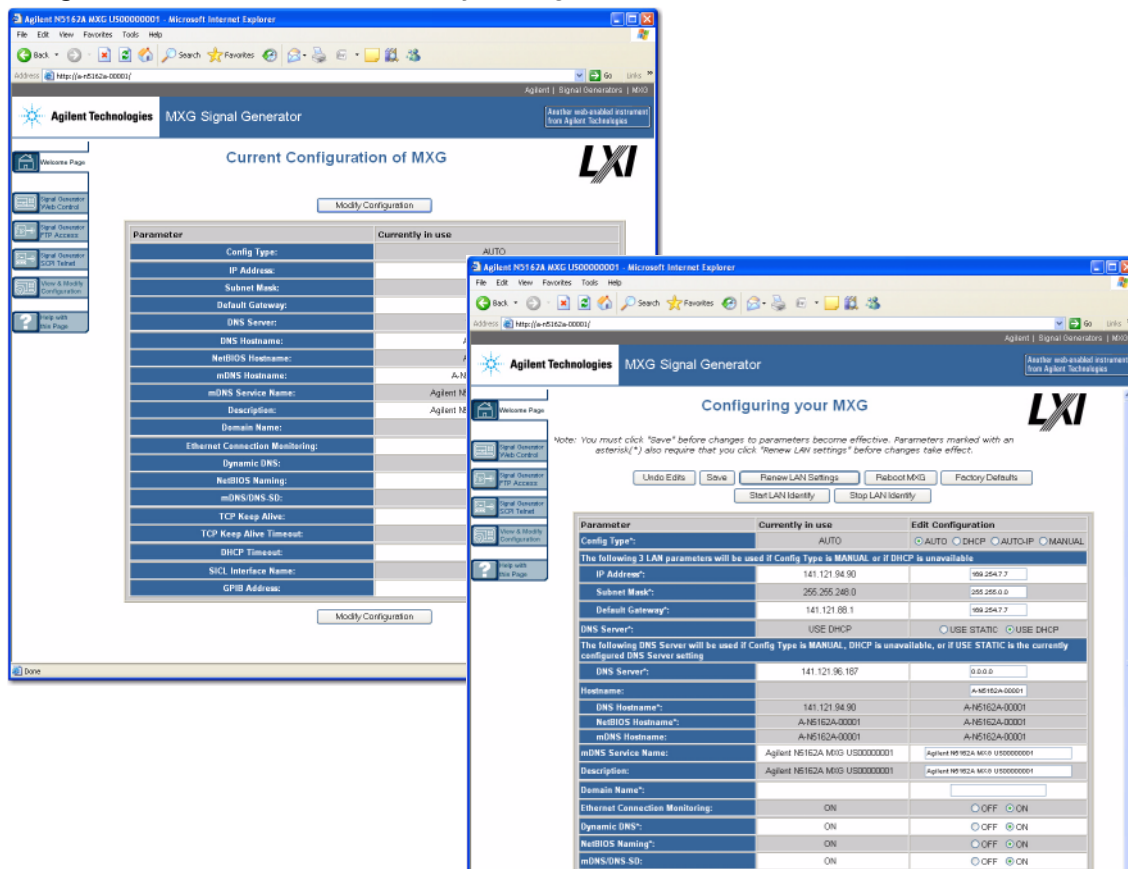 Agilent N5162A MXG US00000001 - Microsoft Internet Explorer
File Edit View Favorites Tools Help
Back Search Favorites
Address http://a-n5162a-00001/ Go Links »
Agilent | Signal Generators | MXG
Agilent Technologies MXG Signal Generator
Another web-enabled instrument
from Agilent Technologies
Welcome Page
Current Configuration of MXG
LXI
Signal Generator
Web Control
Modify Configuration
Signal Generator
FTP Access
Signal Generator
SCPI Telnet
View & Modify
Configuration
Help with
this Page
Parameter Currently in use
Config Type: AUTO
IP Address:
Subnet Mask:
Default Gateway:
DNS Server:
DNS Hostname:
NetBIOS Hostname:
mDNS Hostname: A-N
mDNS Service Name: Agilent N
Description: Agilent N
Domain Name:
Ethernet Connection Monitoring:
Dynamic DNS:
NetBIOS Naming:
mDNS/DNS-SD:
TCP Keep Alive:
TCP Keep Alive Timeout:
DHCP Timeout:
SICL Interface Name:
GPIB Address:
Modify Configuration
Done
Agilent N5162A MXG US00000001 - Microsoft Internet Explorer
File Edit View Favorites Tools Help
Back Search Favorites
Address http://a-n5162a-00001/ Go Links
Agilent | Signal Generators | MXG
Agilent Technologies MXG Signal Generator
Another web-enabled instrument
from Agilent Technologies
Welcome Page
Configuring your MXG
LXI
Signal Generator
Web Control
Signal Generator
FTP Access
Signal Generator
SCPI Telnet
View & Modify
Configuration
Help with
this Page
Note: You must click "Save" before changes to parameters become effective. Parameters marked with an
asterisk(*) also require that you click "Renew LAN settings" before changes take effect.
Undo Edits Save Renew LAN Settings Reboot MXG Factory Defaults
Start LAN Identify Stop LAN Identify
Parameter Currently in use Edit Configuration
Config Type*: AUTO AUTO DHCP AUTO-IP MANUAL
The following 3 LAN parameters will be used if Config Type is MANUAL or if DHCP is unavailable
IP Address*: 141.121.94.90 169.254.7.7
Subnet Mask*: 255.255.248.0 255.255.0.0
Default Gateway*: 141.121.88.1 169.254.7.7
DNS Server*: USE DHCP USE STATIC USE DHCP
The following DNS Server will be used if Config Type is MANUAL, DHCP is unavailable, or if USE STATIC is the currently
configured DNS Server setting
DNS Server*: 141.121.96.187 0.0.0.0
Hostname: A-N5162A-00001
DNS Hostname*: 141.121.94.90 A-N5162A-00001
NetBIOS Hostname*: A-N5162A-00001 A-N5162A-00001
mDNS Hostname: A-N5162A-00001 A-N5162A-00001
mDNS Service Name: Agilent N5162A MXG US00000001 Agilent N5162A MXG US00000001
Description: Agilent N5162A MXG US00000001 Agilent N5162A MXG US00000001
Domain Name*:
Ethernet Connection Monitoring: ON OFF ON
Dynamic DNS*: ON OFF ON
NetBIOS Naming*: ON OFF ON
mDNS/DNS-SD: ON OFF ON